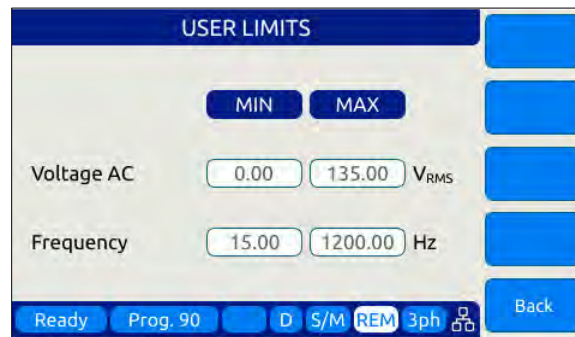 USER LIMITS
MIN MAX
Voltage AC 0.00 135.00 VRMS
Frequency 15.00 1200.00 Hz
Ready Prog. 90 D S/M REM 3ph Back